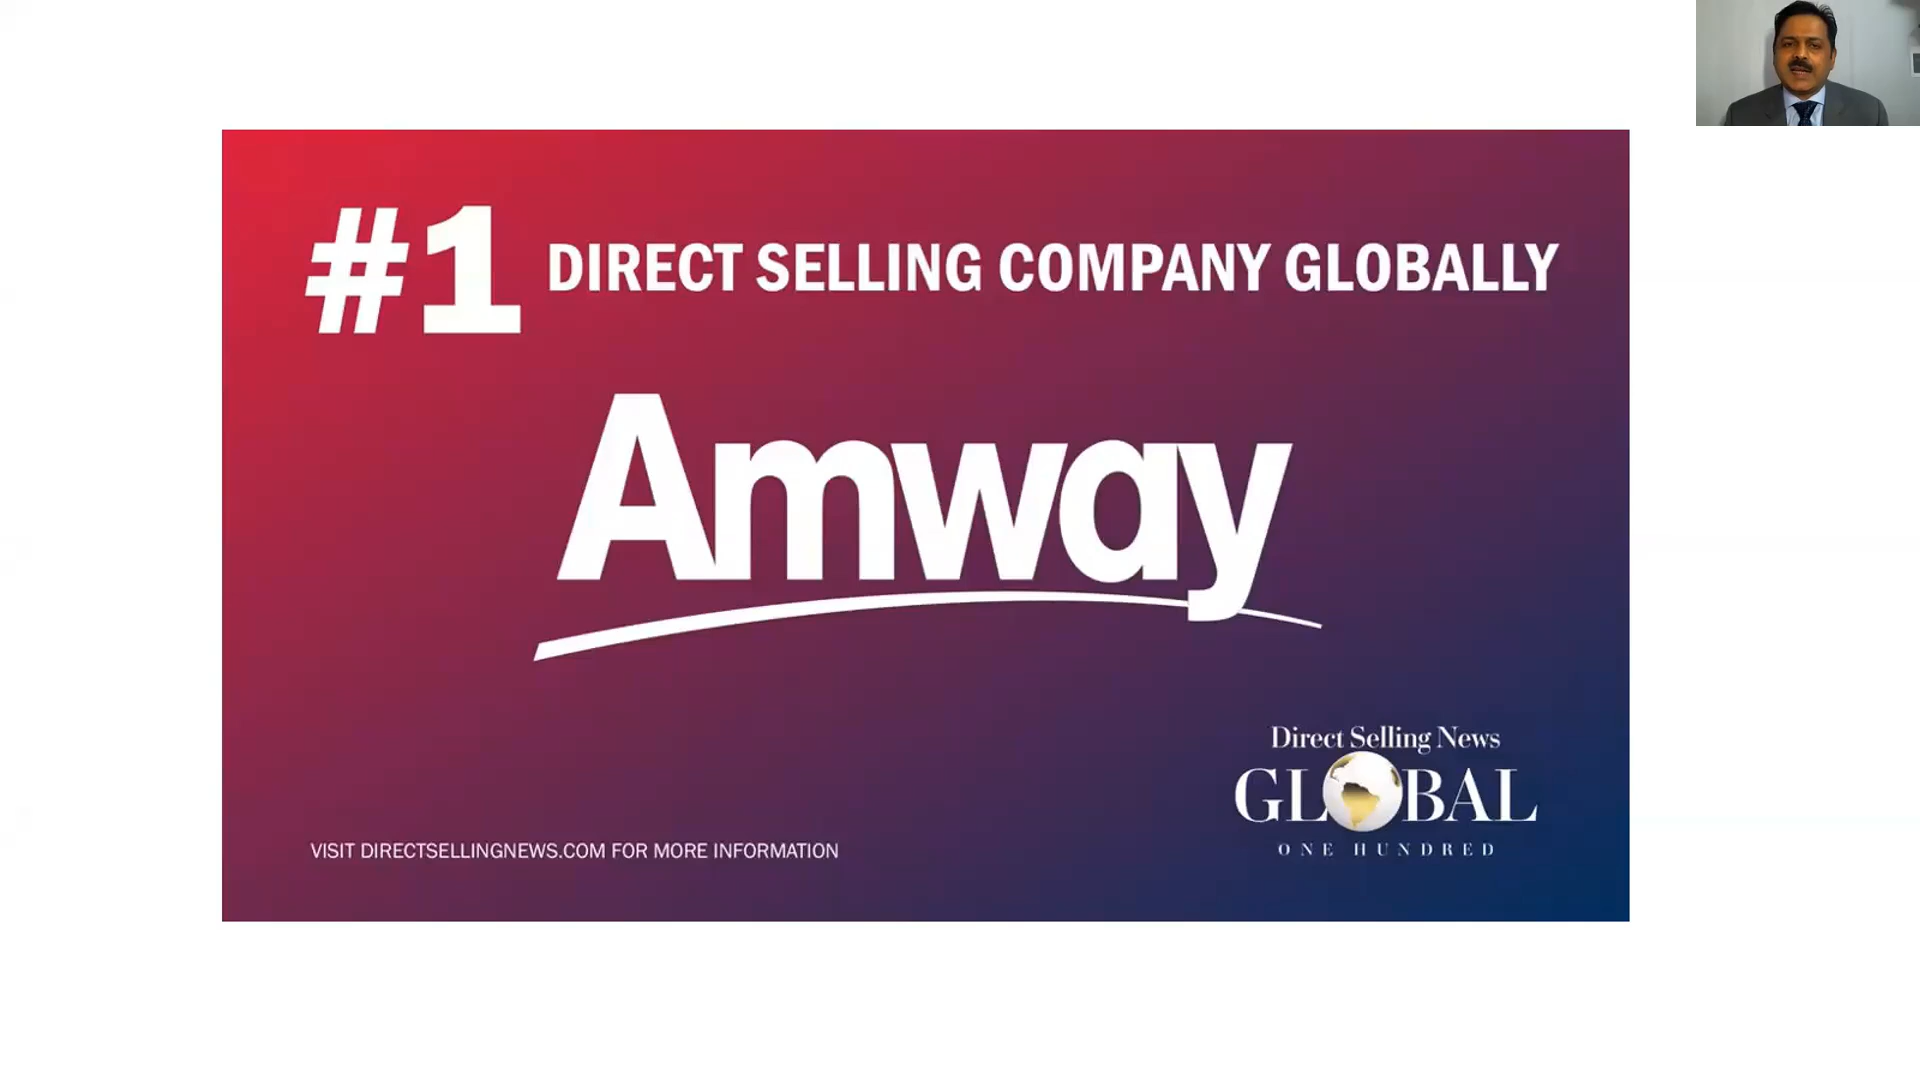 #1 DIRECT SELLING COMPANY GLOBALLY
Amway
Direct Selling News
GLOBAL
ONE HUNDRED
VISIT DIRECTSELLINGNEWS.COM FOR MORE INFORMATION